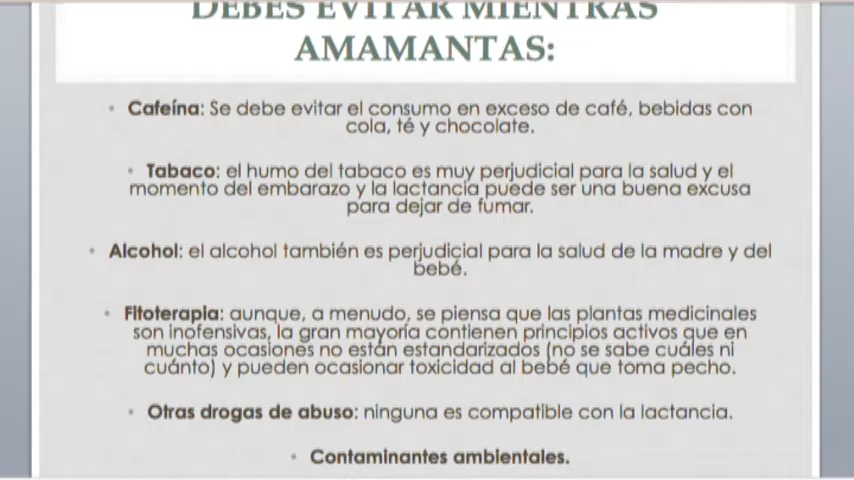 DEBES EVITAR MIENTRAS
AMAMANTAS:
• Cafeína: Se debe evitar el consumo en exceso de café, bebidas con
cola, té y chocolate.
• Tabaco: el humo del tabaco es muy perjudicial para la salud y el
momento del embarazo y la lactancia puede ser una buena excusa
para dejar de fumar.
• Alcohol: el alcohol también es perjudicial para la salud de la madre y del
bebé.
• Fitoterapia: aunque, a menudo, se piensa que las plantas medicinales
son inofensivas, la gran mayoría contienen principios activos que en
muchas ocasiones no están estandarizados (no se sabe cuáles ni
cuánto) y pueden ocasionar toxicidad al bebé que toma pecho.
• Otras drogas de abuso: ninguna es compatible con la lactancia.
• Contaminantes ambientales.